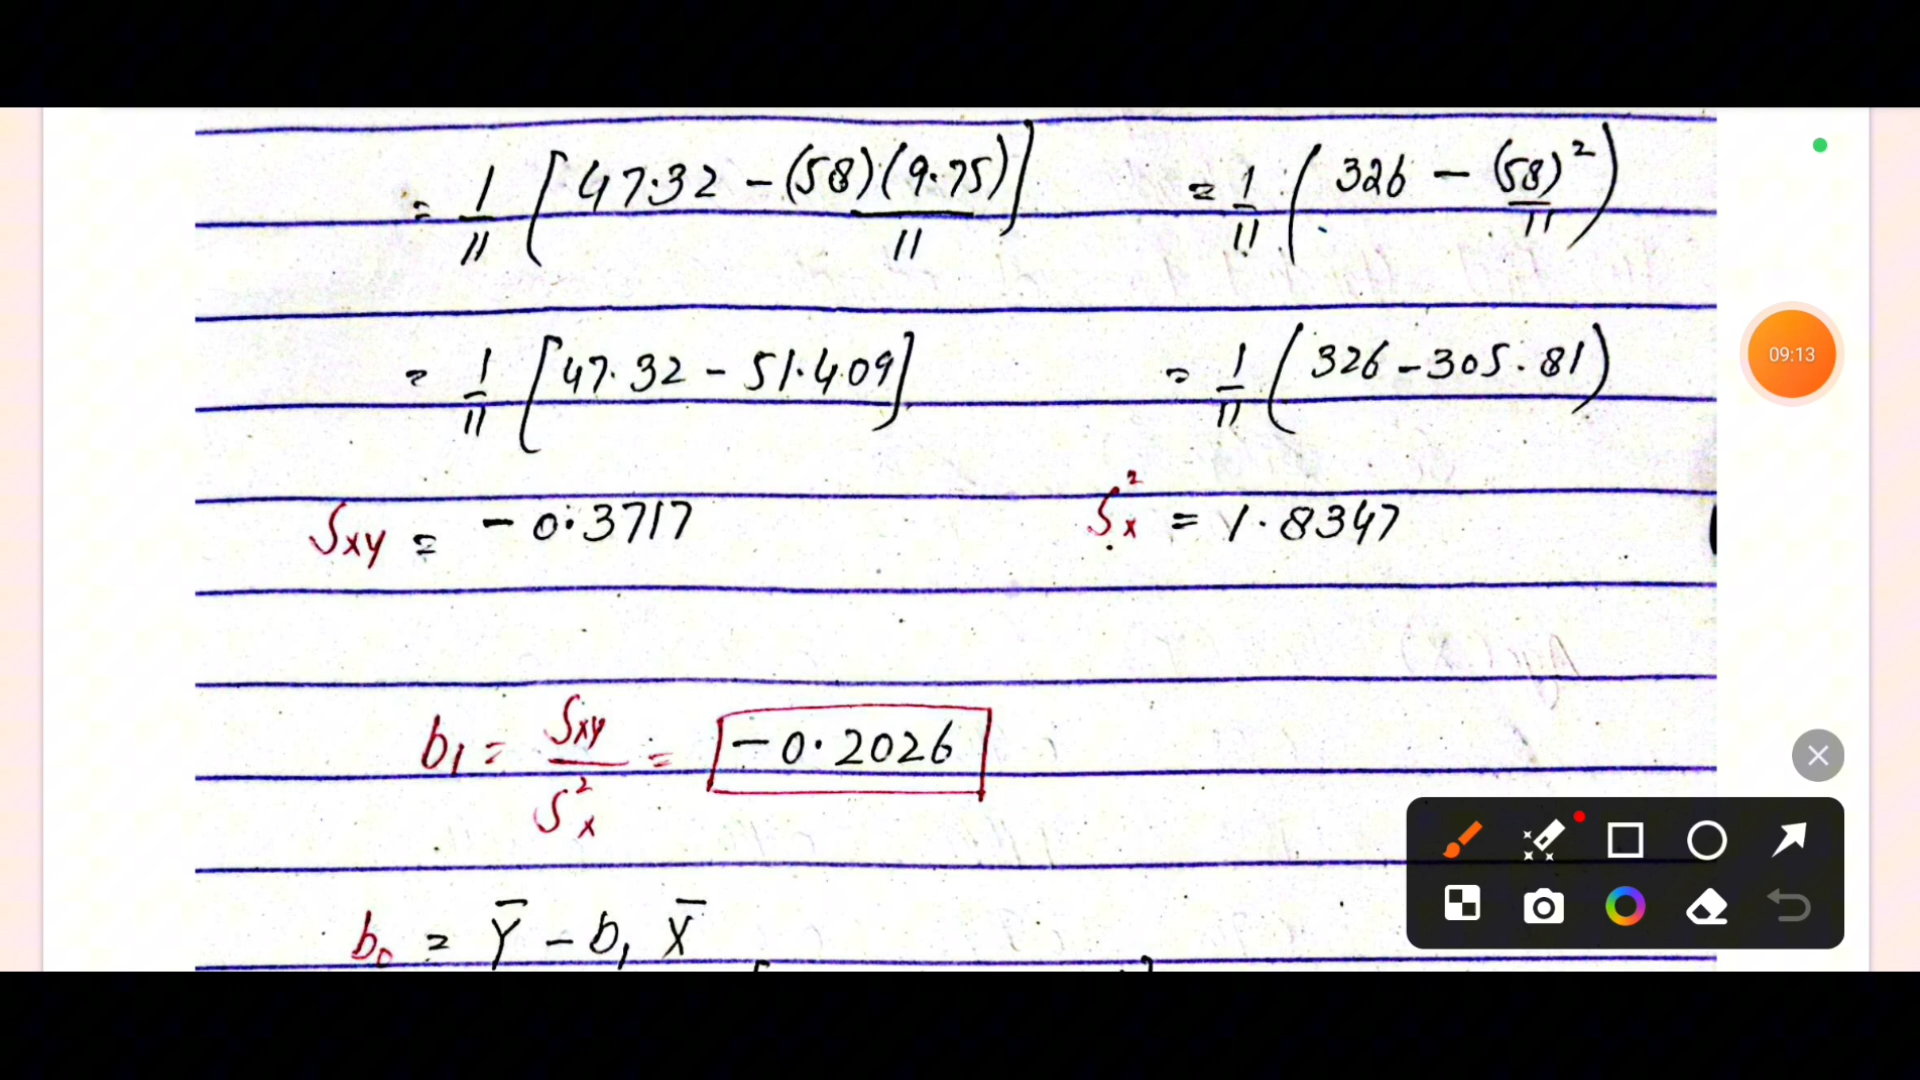 = 1/11 [47.32 - (58)(9.75)/11]
= 1/11 (326 - (58)²/11)
= 1/11 [47.32 - 51.409]
= 1/11 (326 - 305.81)
Sxy = - 0.3717
S²x = 1.8347
09:13
b₁ = Sxy/S²x = -0.2026
b₀ = Ȳ - b₁ X̄